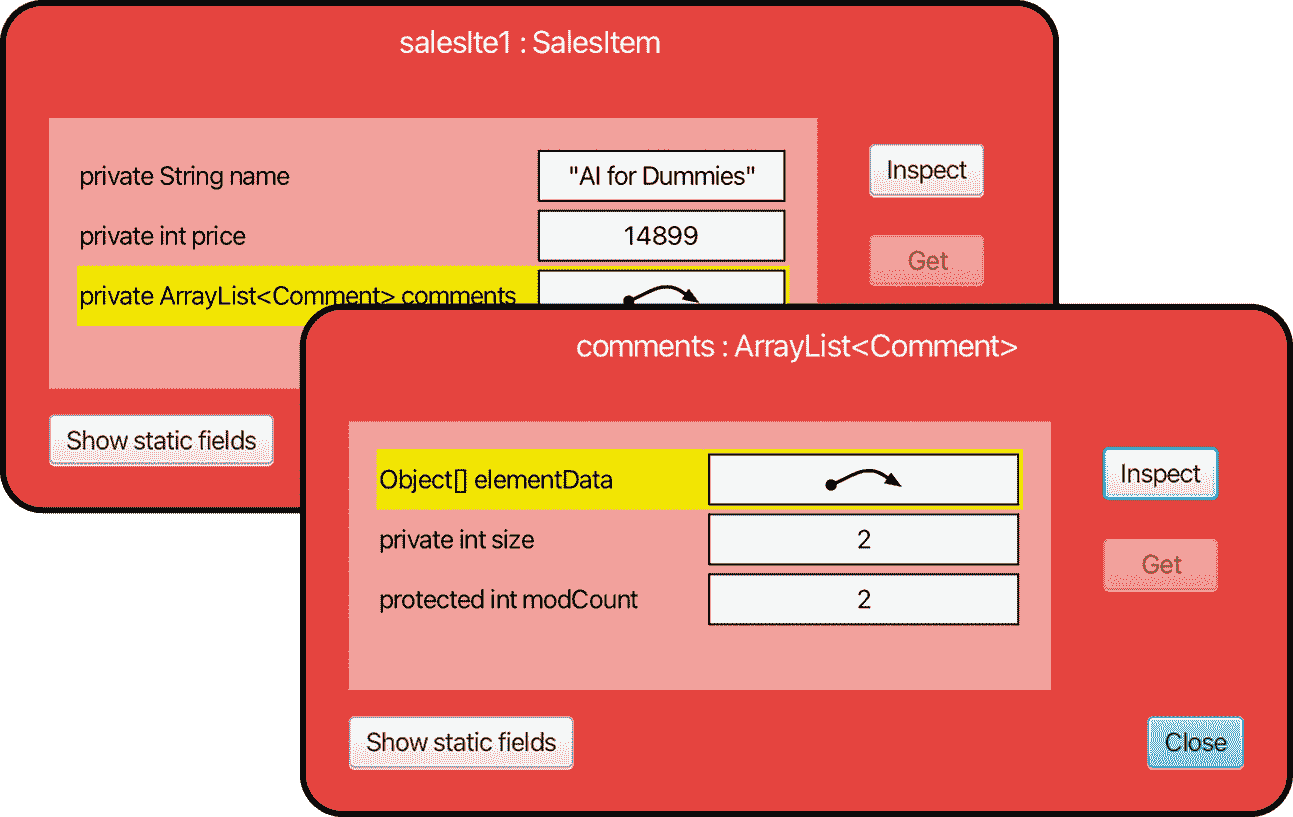 salesIte1 : SalesItem
private String name
"AI for Dummies"
Inspect
private int price
14899
Get
private ArrayList<Comment> comments
Show static fields
comments : ArrayList<Comment>
Object[] elementData
Inspect
private int size
2
Get
protected int modCount
2
Show static fields
Close